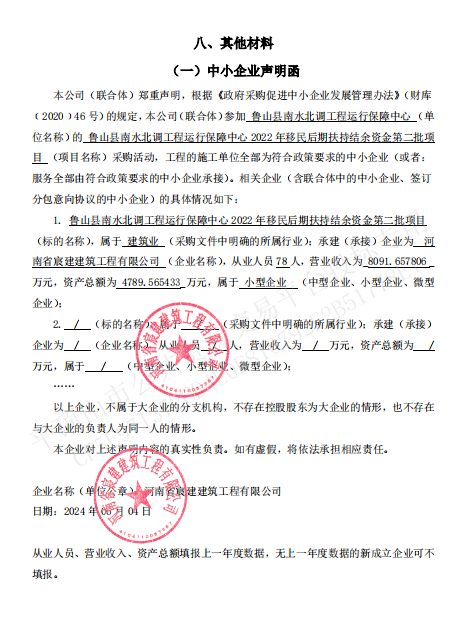 八、其他材料
（一）中小企业声明函
本公司（联合体）郑重声明，根据《政府采购促进中小企业发展管理办法》（财库
﹝2020﹞46号）的规定，本公司（联合体）参加 鲁山县南水北调工程运行保障中心 （单
位名称）的 鲁山县南水北调工程运行保障中心 2022 年移民后期扶持结余资金第二批项
目 （项目名称）采购活动，工程的施工单位全部为符合政策要求的中小企业（或者：
服务全部由符合政策要求的中小企业承接）。相关企业（含联合体中的中小企业、签订
分包意向协议的中小企业）的具体情况如下：
1. 鲁山县南水北调工程运行保障中心 2022 年移民后期扶持结余资金第二批项目
（标的名称），属于 建筑业 （采购文件中明确的所属行业）；承建（承接）企业为 河
南省宸建建筑工程有限公司 （企业名称），从业人员 78 人，营业收入为 8091.657806
万元，资产总额为 4789.565433 万元，属于 小型企业 （中型企业、小型企业、微型
企业）；
2. / （标的名称），属于 / （采购文件中明确的所属行业）；承建（承接）
企业为 / （企业名称），从业人员 / 人，营业收入为 / 万元，资产总额为 /
万元，属于 / （中型企业、小型企业、微型企业）；
……
以上企业，不属于大企业的分支机构，不存在控股股东为大企业的情形，也不存在
与大企业的负责人为同一人的情形。
本企业对上述声明内容的真实性负责。如有虚假，将依法承担相应责任。
企业名称（单位公章）：河南省宸建建筑工程有限公司
日期：2024 年 06 月 04 日
从业人员、营业收入、资产总额填报上一年度数据，无上一年度数据的新成立企业可不
填报。